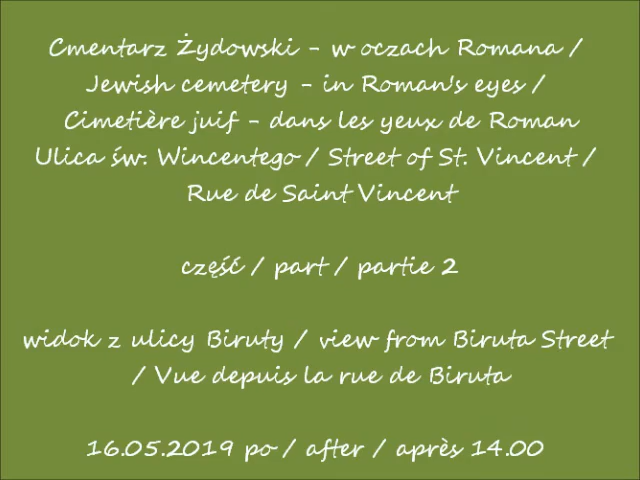 Cmentarz Żydowski - w oczach Romana /
Jewish cemetery - in Roman's eyes /
Cimetière juif - dans les yeux de Roman
Ulica św. Wincentego / Street of St. Vincent /
Rue de Saint Vincent
część / part / partie 2
widok z ulicy Biruty / view from Biruta Street
/ Vue depuis la rue de Biruta
16.05.2019 po / after / après 14.00